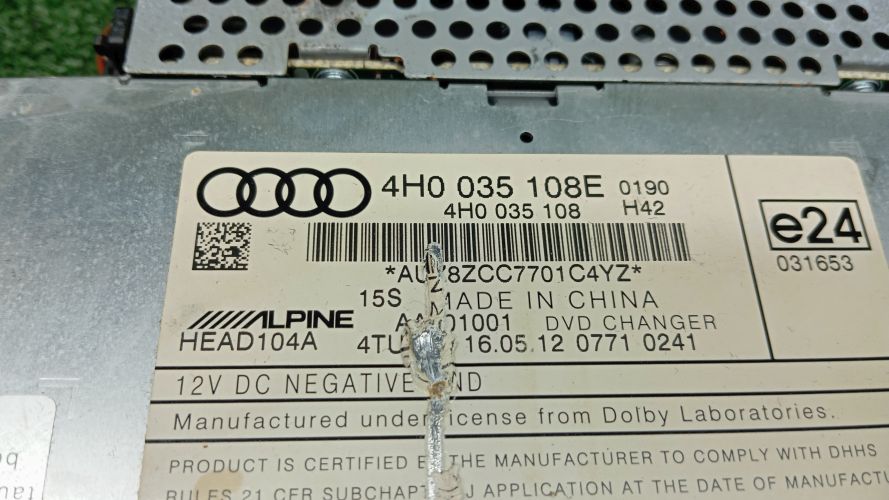 4H0 035 108E 0190
4H0 035 108 H42
e24
031653
15S MADE IN CHINA
ALPINE DVD CHANGER
HEAD104A 16.05.12 0771 0241
12V DC NEGATIVE
Manufactured under license from Dolby Laboratories.
PRODUCT IS CERTIFIED BY THE MANUFACTURER TO COMPLY WITH DHHS
RULES 21 CFR SUBCHAPTER J APPLICATION AT THE DATE OF